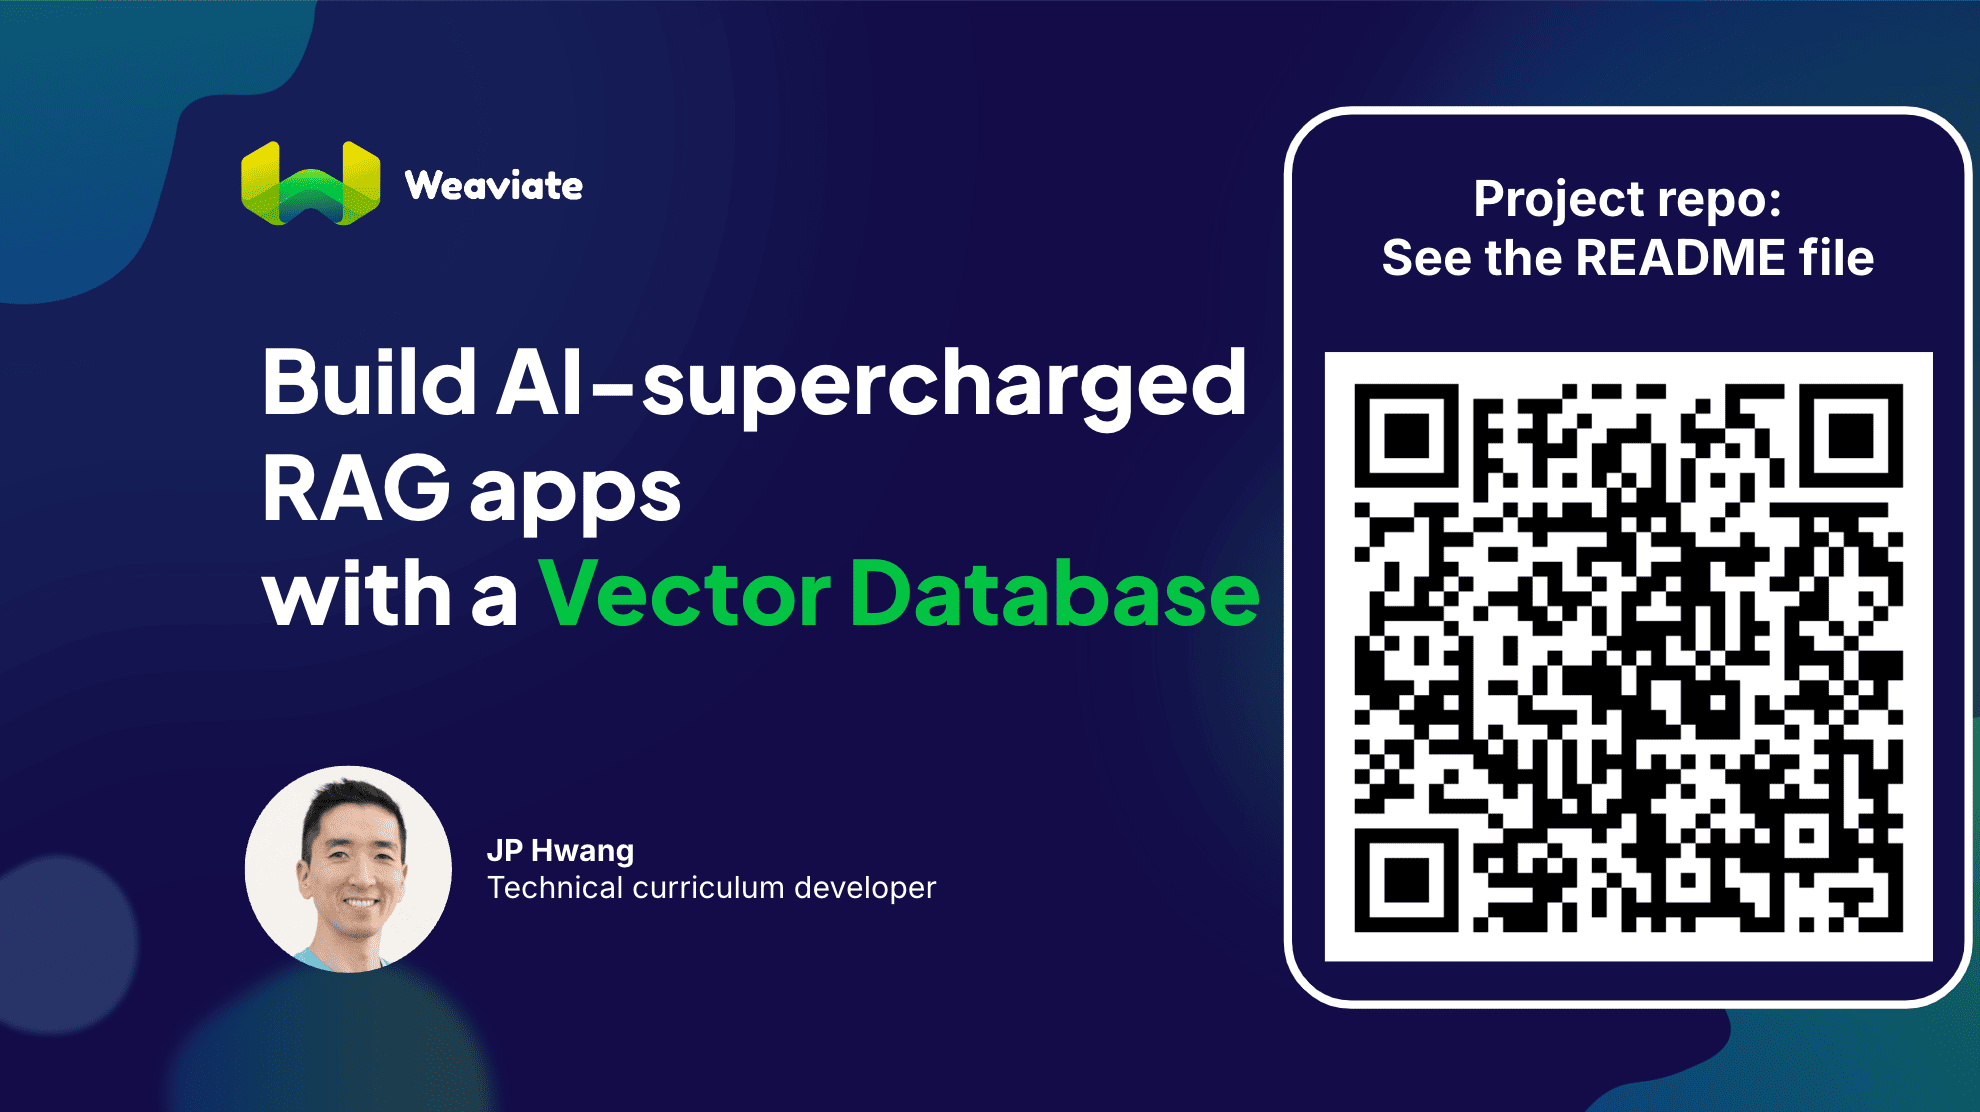 Weaviate
Build AI-supercharged
RAG apps
with a Vector Database
JP Hwang
Technical curriculum developer
Project repo:
See the README file